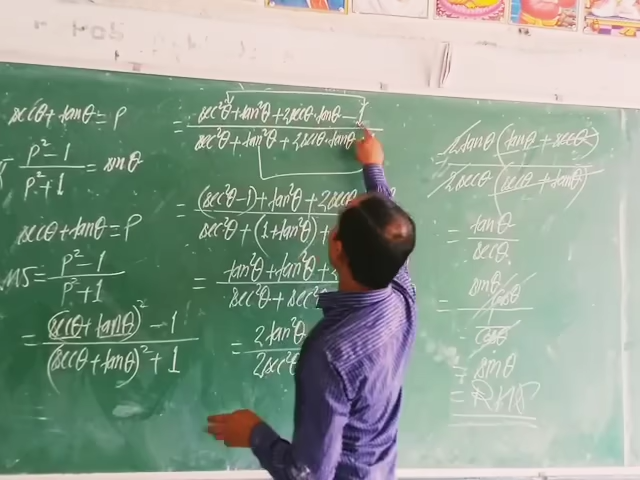 secθ + tanθ = P
P² - 1 / P² + 1 = sinθ
secθ + tanθ = P
= P² - 1 / P² + 1
= (secθ + tanθ)² - 1 / (secθ + tanθ)² + 1
= sec²θ + tan²θ + 2secθ·tanθ - 1 / sec²θ + tan²θ + 2secθ·tanθ
= (sec²θ - 1) + tan²θ + 2secθ / sec²θ + (1 + tan²θ) +
= tan²θ + tan²θ + / sec²θ + sec²θ
= 2tan²θ / 2sec²θ
= 2tanθ (tanθ + secθ) / 2secθ (secθ + tanθ)
= tanθ / secθ
= sinθ / cosθ / cosθ
= sinθ
= RHS